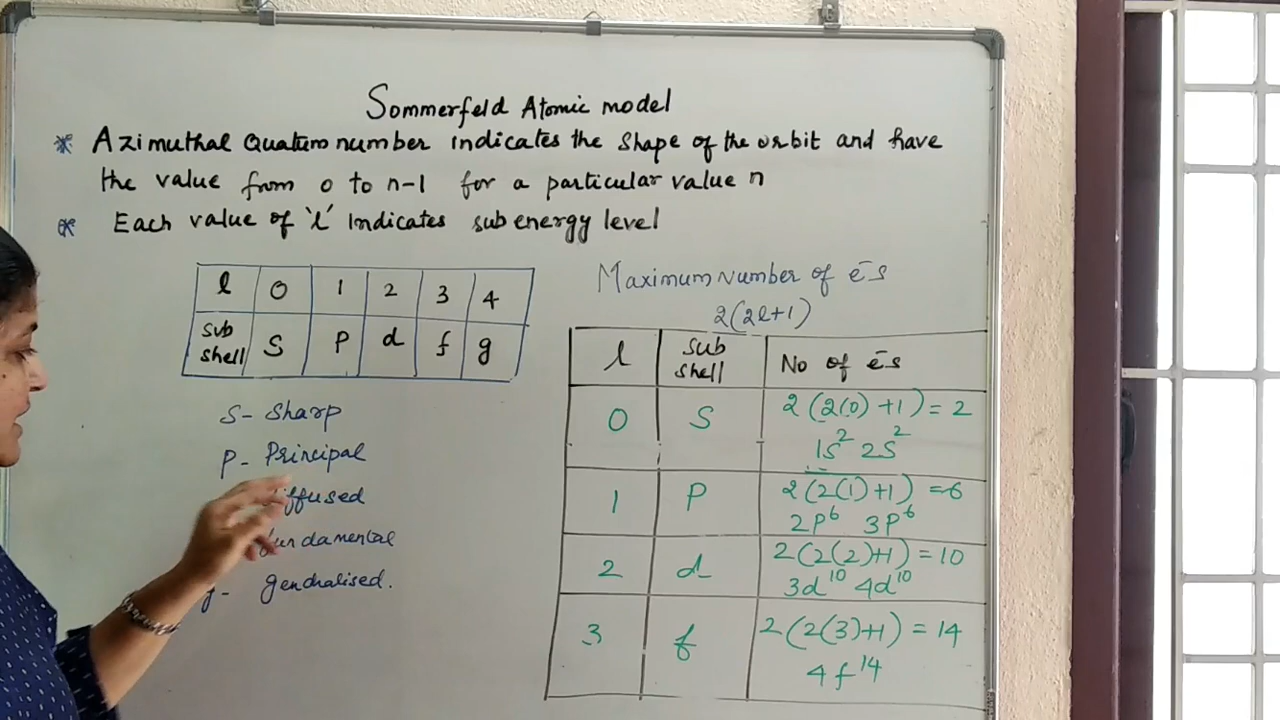 Sommerfeld Atomic model
* Azimuthal Quatum number indicates the shape of the orbit and have
the value from 0 to n-1 for a particular value n
* Each value of 'l' Indicates sub energy level
l 0 1 2 3 4
Sub shell S P d f g
S- Sharp
P- Principal
diffused
fundamental
g- gendralised.
Maximum Number of e⁻s
2(2l+1)
l Sub shell No of e⁻s
0 S 2(2(0)+1)=2
1s² 2s²
1 P 2(2(1)+1)=6
2p⁶ 3p⁶
2 d 2(2(2)+1)=10
3d¹⁰ 4d¹⁰
3 f 2(2(3)+1)=14
4f¹⁴